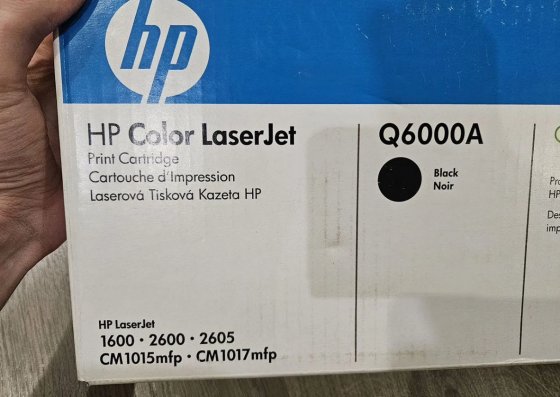 hp
HP Color LaserJet
Print Cartridge
Cartouche d'Impression
Laserová Tisková Kazeta HP
HP LaserJet
1600 • 2600 • 2605
CM1015mfp • CM1017mfp
Q6000A
Black
Noir
HP